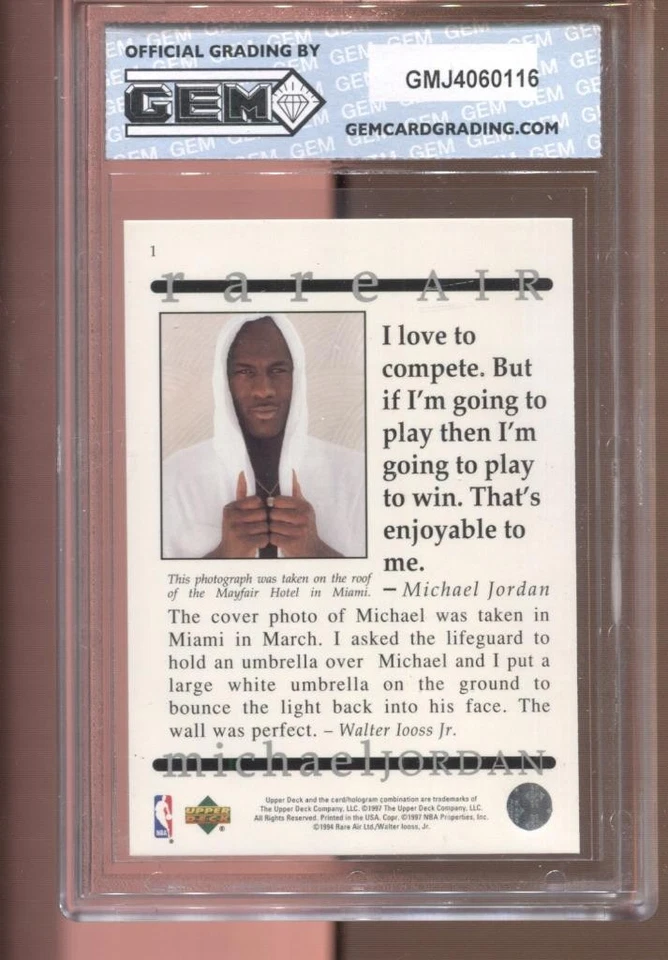 OFFICIAL GRADING BY
GEM
GMJ4060116
GEMCARDGRADING.COM
1
rare AIR
I love to
compete. But
if I'm going to
play then I'm
going to play
to win. That's
enjoyable to
me.
– Michael Jordan
This photograph was taken on the roof
of the Mayfair Hotel in Miami.
The cover photo of Michael was taken in
Miami in March. I asked the lifeguard to
hold an umbrella over Michael and I put a
large white umbrella on the ground to
bounce the light back into his face. The
wall was perfect. – Walter Iooss Jr.
michael JORDAN
NBA
UPPER
DECK
Upper Deck and the card/hologram combination are trademarks of
The Upper Deck Company, LLC. ©1997 The Upper Deck Company, LLC.
All Rights Reserved. Printed in the USA. Copr. ©1997 NBA Properties, Inc.
©1994 Rare Air Ltd./Walter Iooss, Jr.